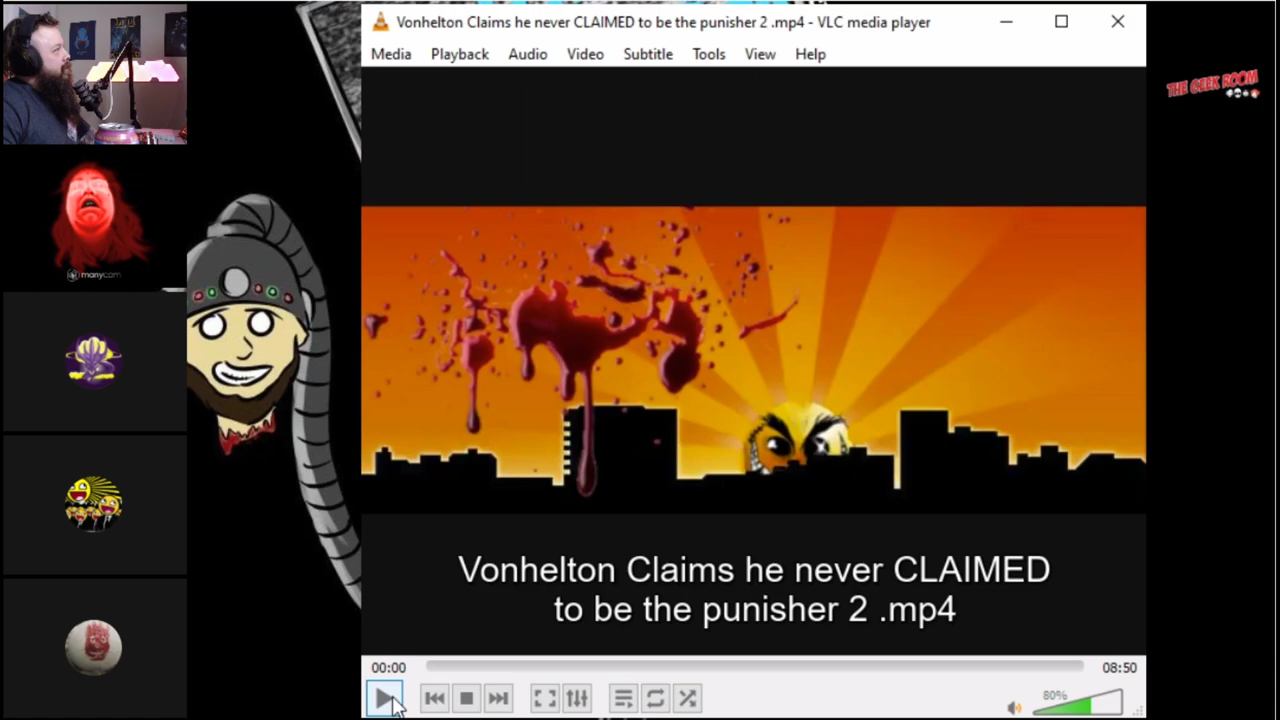 Vonhelton Claims he never CLAIMED to be the punisher 2 .mp4 - VLC media player
Media Playback Audio Video Subtitle Tools View Help
THE GEEK ROOM
manycam
Vonhelton Claims he never CLAIMED
to be the punisher 2 .mp4
00:00
08:50
80%